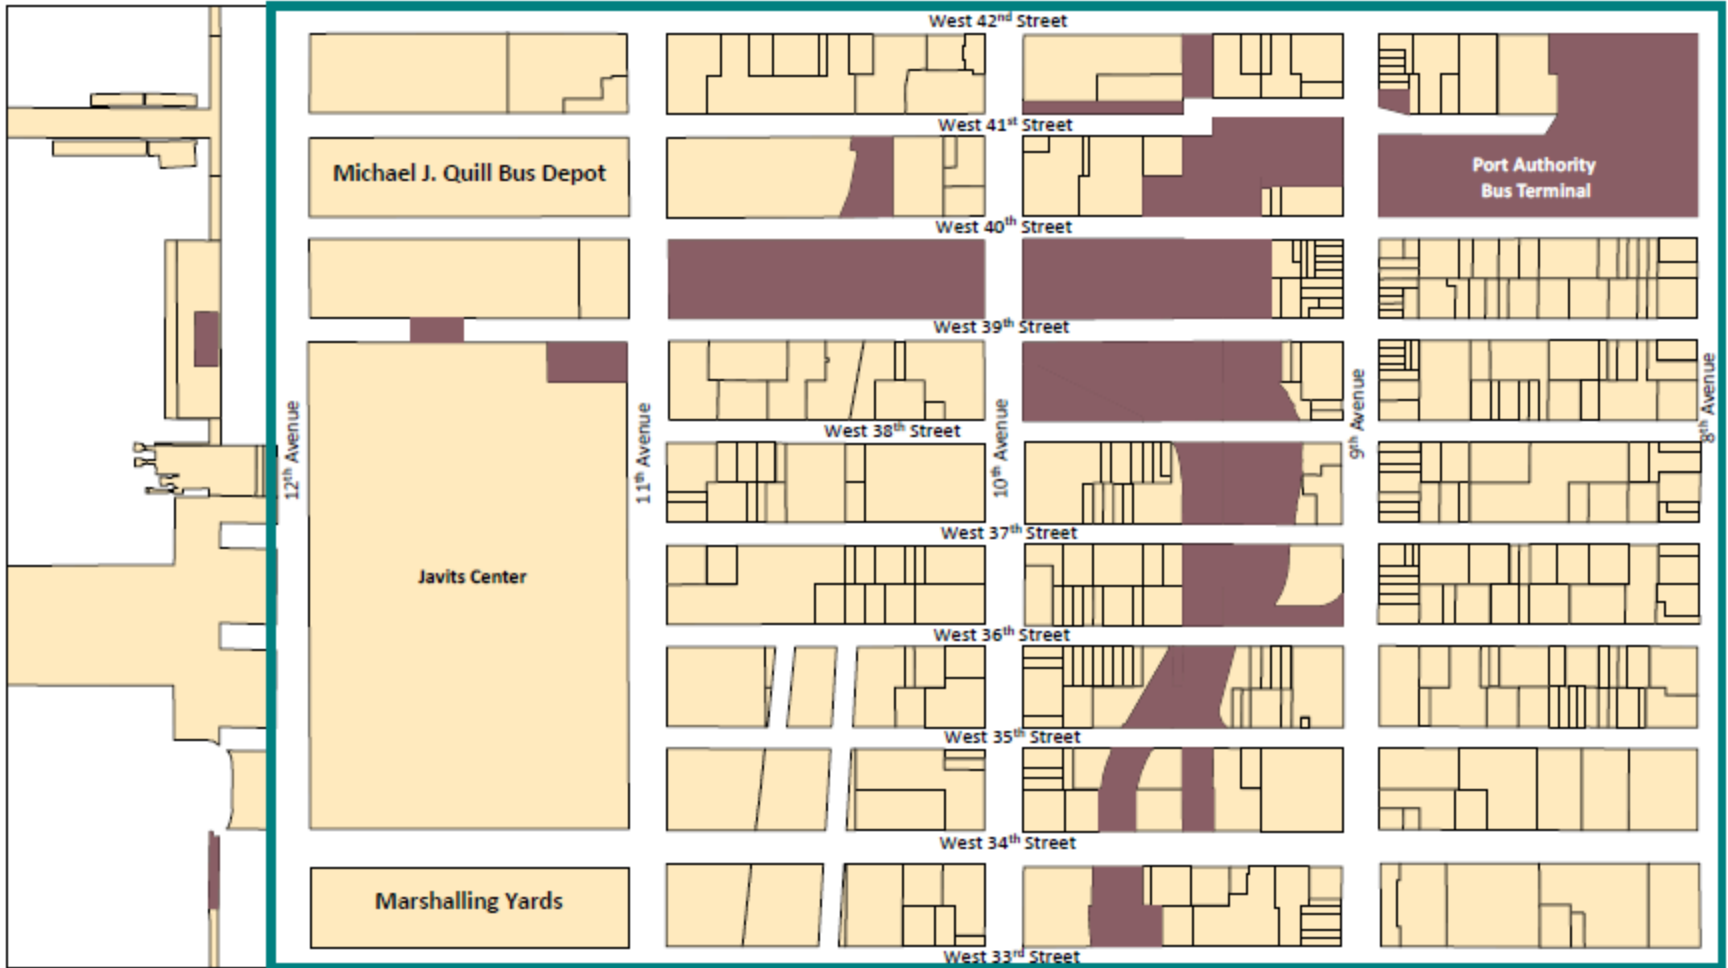 West 42nd Street
West 41st Street
Michael J. Quill Bus Depot
Port Authority
Bus Terminal
West 40th Street
West 39th Street
12th Avenue
11th Avenue
10th Avenue
9th Avenue
8th Avenue
West 38th Street
West 37th Street
Javits Center
West 36th Street
West 35th Street
West 34th Street
Marshalling Yards
West 33rd Street